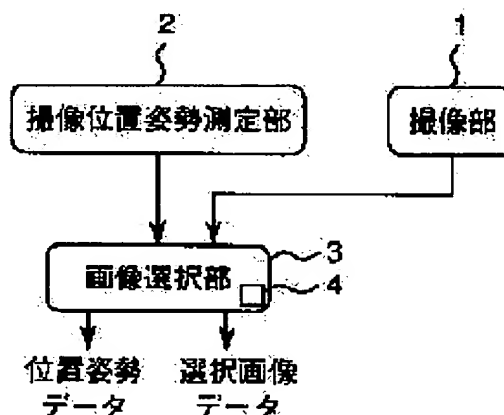 2
1
撮像位置姿勢測定部
撮像部
3
画像選択部
4
位置姿勢
データ
選択画像
データ